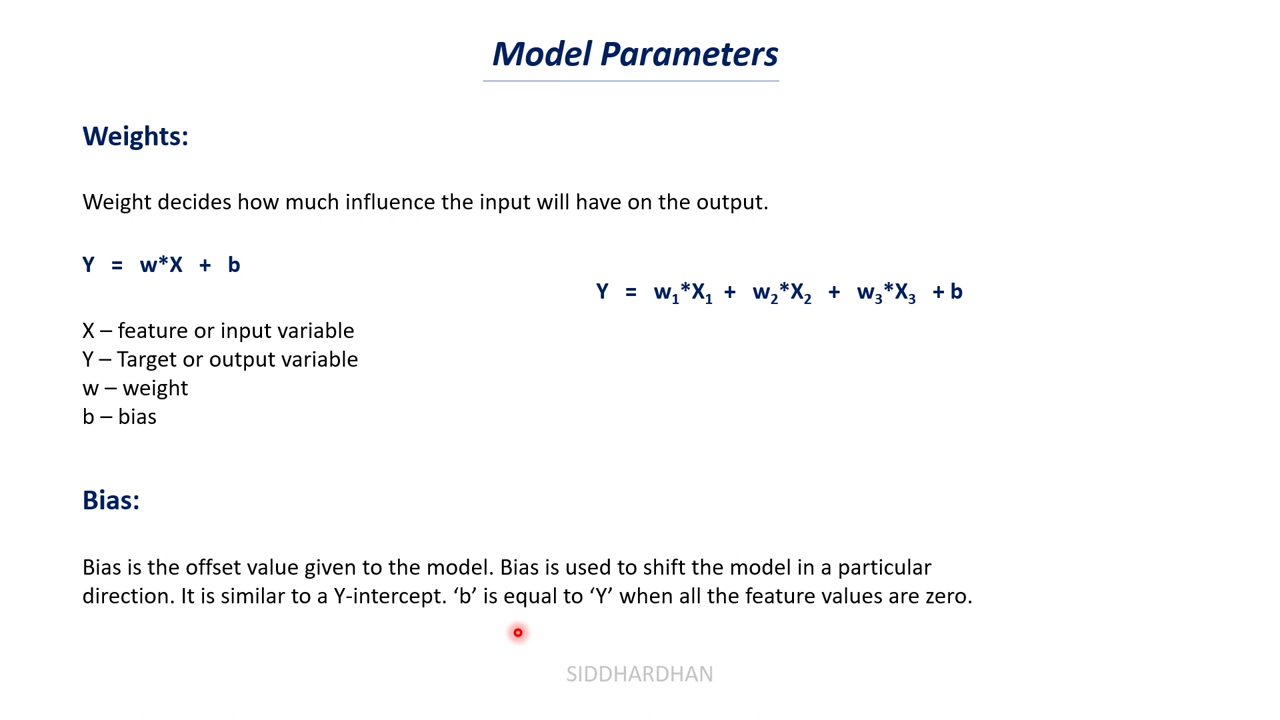 Model Parameters
Weights:
Weight decides how much influence the input will have on the output.
Y = w*X + b
Y = w₁*X₁ + w₂*X₂ + w₃*X₃ + b
X – feature or input variable
Y – Target or output variable
w – weight
b – bias
Bias:
Bias is the offset value given to the model. Bias is used to shift the model in a particular
direction. It is similar to a Y-intercept. ‘b’ is equal to ‘Y’ when all the feature values are zero.
SIDDHARDHAN